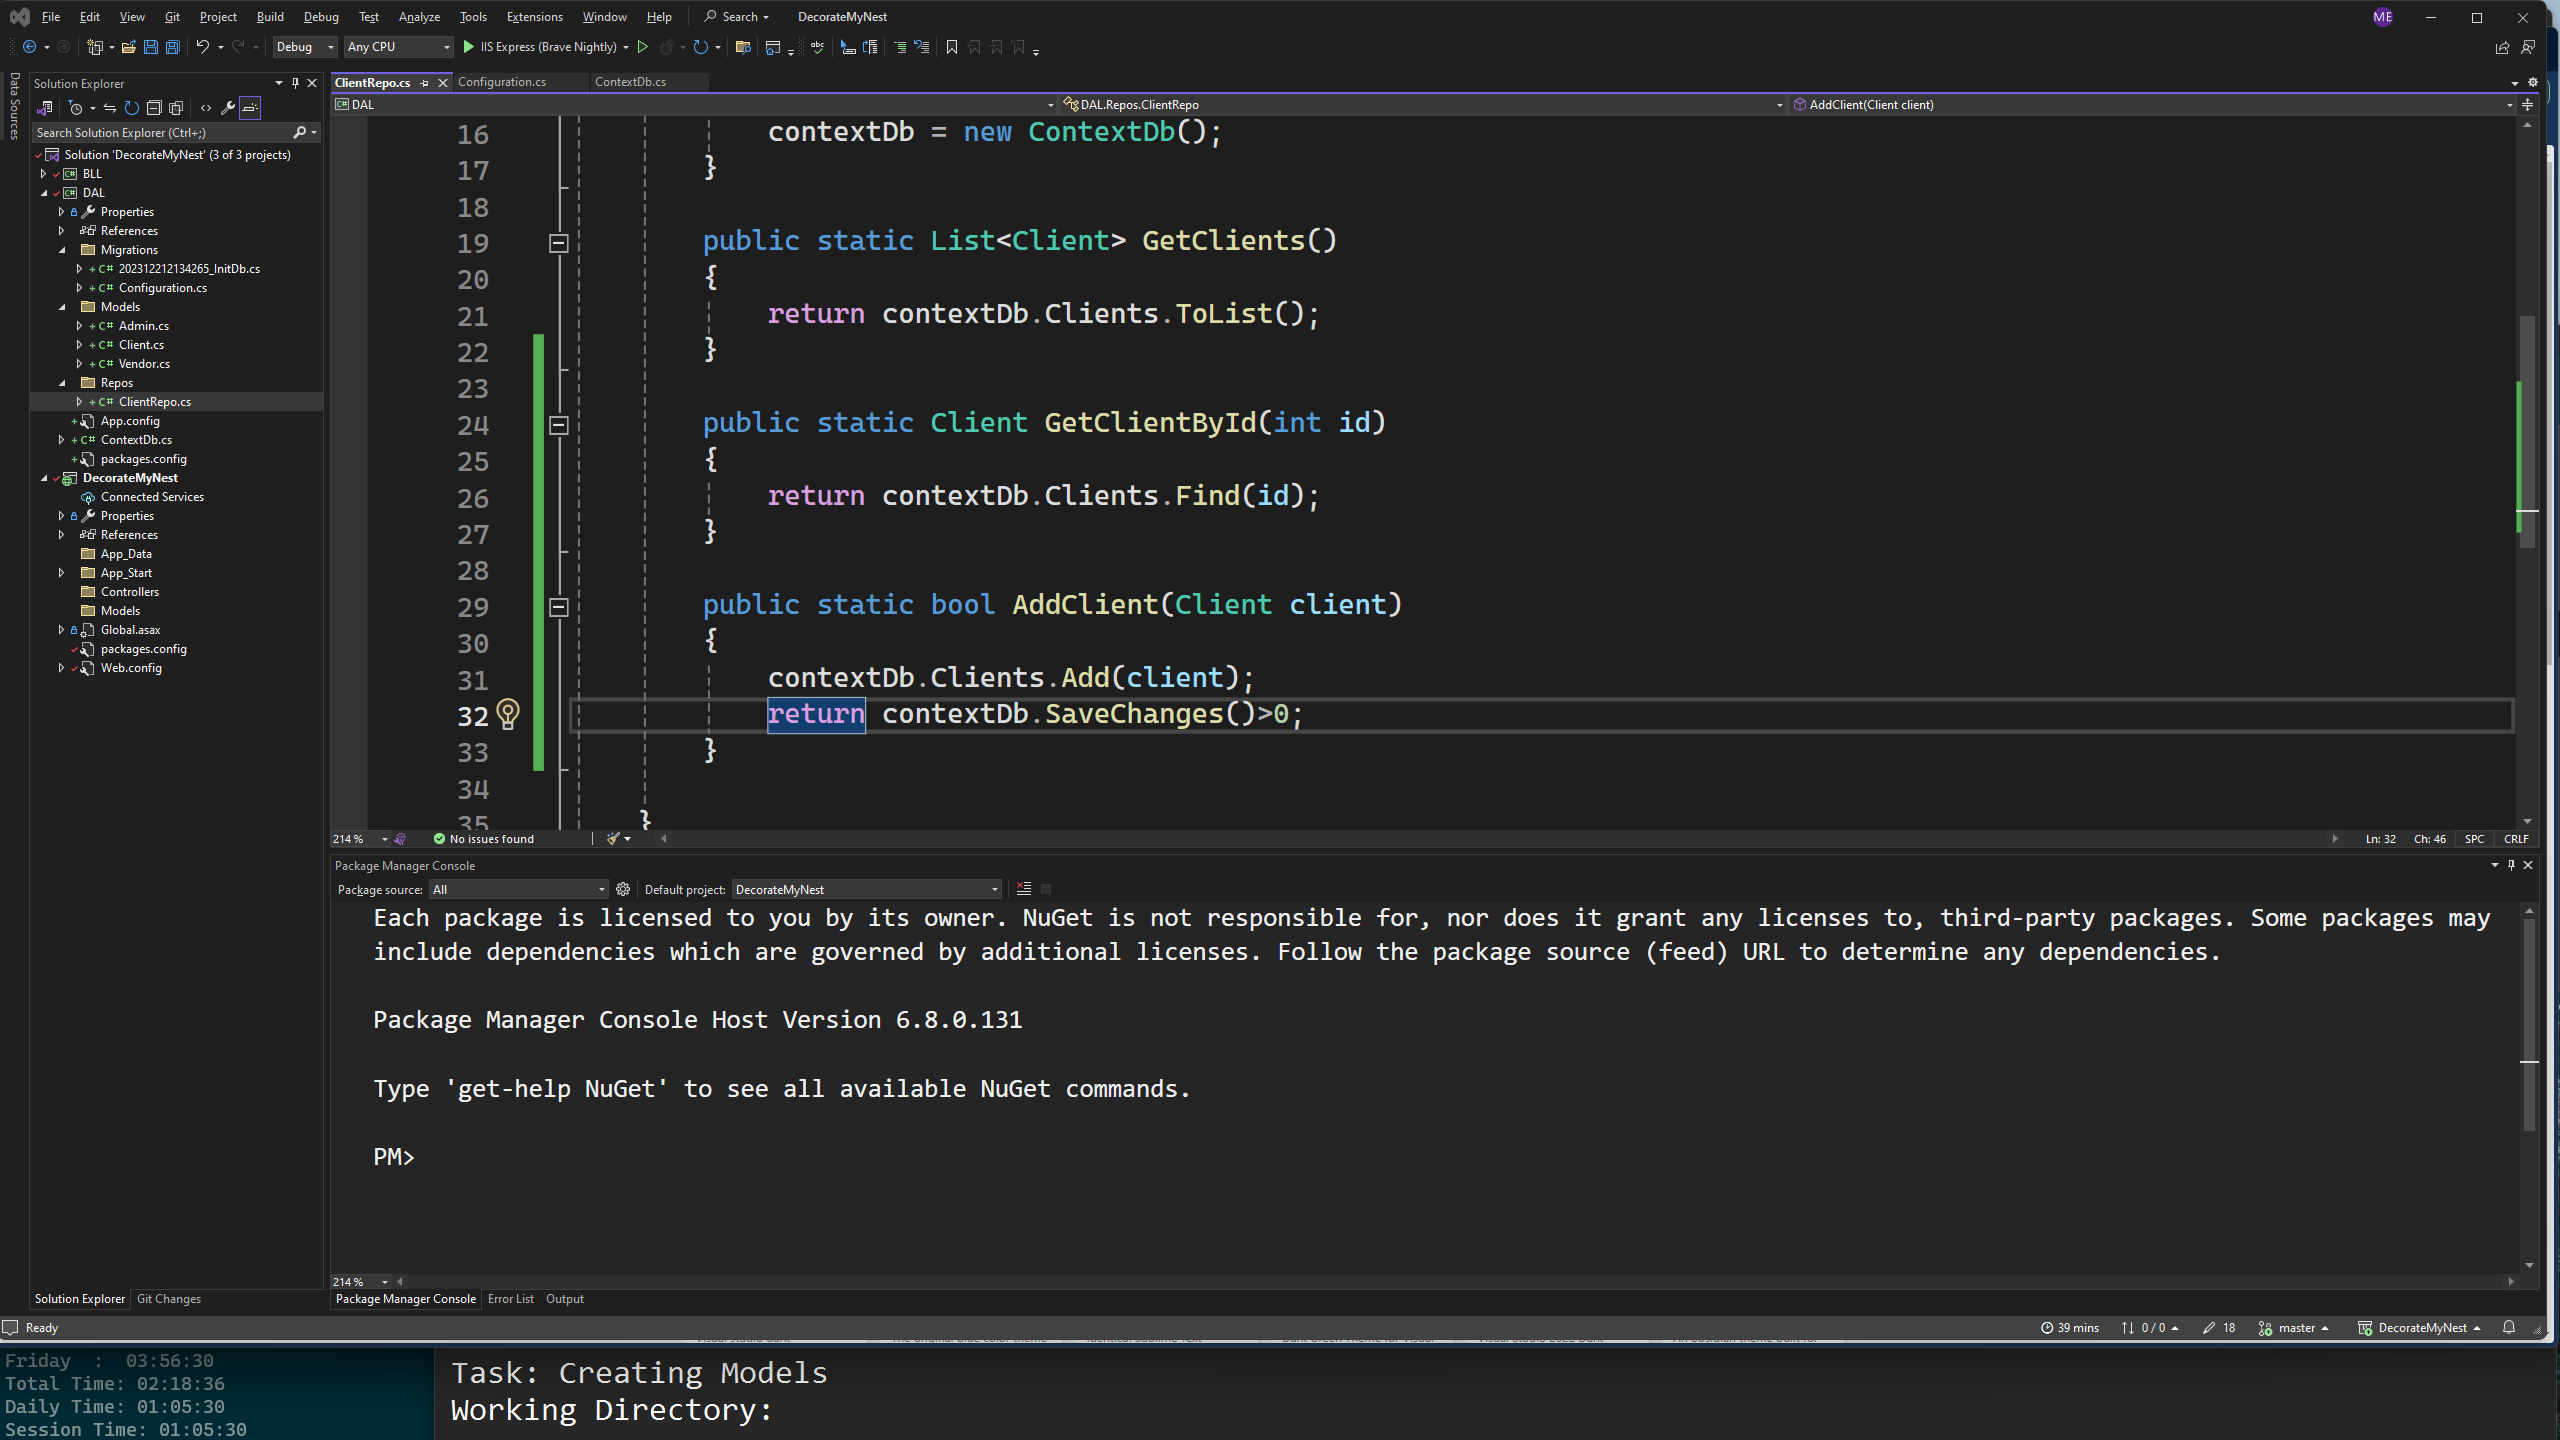 File Edit View Git Project Build Debug Test Analyze Tools Extensions Window Help Search DecorateMyNest ME
Debug Any CPU IIS Express (Brave Nightly)
Data Sources
Solution Explorer
Search Solution Explorer (Ctrl+;)
Solution 'DecorateMyNest' (3 of 3 projects)
BLL
DAL
Properties
References
Migrations
202312212134265_InitDb.cs
Configuration.cs
Models
Admin.cs
Client.cs
Vendor.cs
Repos
ClientRepo.cs
App.config
ContextDb.cs
packages.config
DecorateMyNest
Connected Services
Properties
References
App_Data
App_Start
Controllers
Models
Global.asax
packages.config
Web.config
Solution Explorer Git Changes
ClientRepo.cs Configuration.cs ContextDb.cs
DAL DAL.Repos.ClientRepo AddClient(Client client)
16 contextDb = new ContextDb();
17 }
18
19 public static List<Client> GetClients()
20 {
21 return contextDb.Clients.ToList();
22 }
23
24 public static Client GetClientById(int id)
25 {
26 return contextDb.Clients.Find(id);
27 }
28
29 public static bool AddClient(Client client)
30 {
31 contextDb.Clients.Add(client);
32 return contextDb.SaveChanges()>0;
33 }
34
35 }
214 % No issues found Ln: 32 Ch: 46 SPC CRLF
Package Manager Console
Package source: All Default project: DecorateMyNest
Each package is licensed to you by its owner. NuGet is not responsible for, nor does it grant any licenses to, third-party packages. Some packages may
include dependencies which are governed by additional licenses. Follow the package source (feed) URL to determine any dependencies.
Package Manager Console Host Version 6.8.0.131
Type 'get-help NuGet' to see all available NuGet commands.
PM>
214 %
Package Manager Console Error List Output
Ready 39 mins 0 / 0 18 master DecorateMyNest
Friday : 03:56:30
Total Time: 02:18:36
Daily Time: 01:05:30
Session Time: 01:05:30
Task: Creating Models
Working Directory: